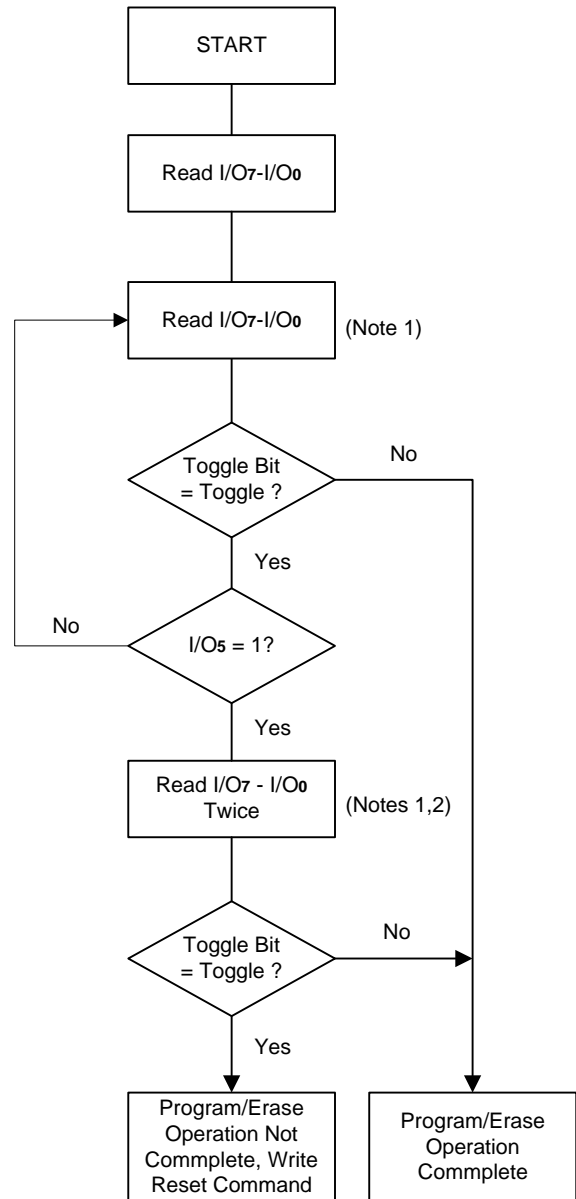 START
Read I/O7-I/O0
Read I/O7-I/O0
(Note 1)
Toggle Bit
= Toggle ?
No
Yes
I/O5 = 1?
No
Yes
Read I/O7 - I/O0
Twice
(Notes 1,2)
Toggle Bit
= Toggle ?
No
Yes
Program/Erase
Operation Not
Commplete, Write
Reset Command
Program/Erase
Operation
Commplete